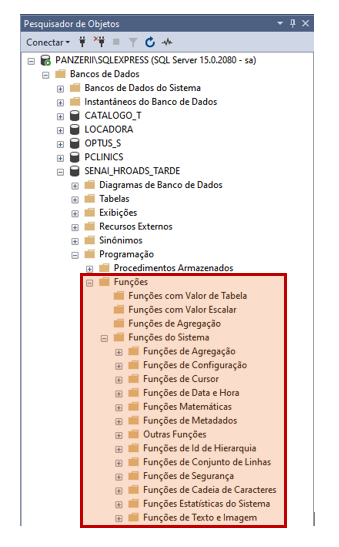 Pesquisador de Objetos
Conectar
PANZERII\SQLEXPRESS (SQL Server 15.0.2080 - sa)
Bancos de Dados
Bancos de Dados do Sistema
Instantâneos do Banco de Dados
CATALOGO_T
LOCADORA
OPTUS_S
PCLINICS
SENAI_HROADS_TARDE
Diagramas de Banco de Dados
Tabelas
Exibições
Recursos Externos
Sinônimos
Programação
Procedimentos Armazenados
Funções
Funções com Valor de Tabela
Funções com Valor Escalar
Funções de Agregação
Funções do Sistema
Funções de Agregação
Funções de Configuração
Funções de Cursor
Funções de Data e Hora
Funções Matemáticas
Funções de Metadados
Outras Funções
Funções de Id de Hierarquia
Funções de Conjunto de Linhas
Funções de Segurança
Funções de Cadeia de Caracteres
Funções Estatísticas do Sistema
Funções de Texto e Imagem